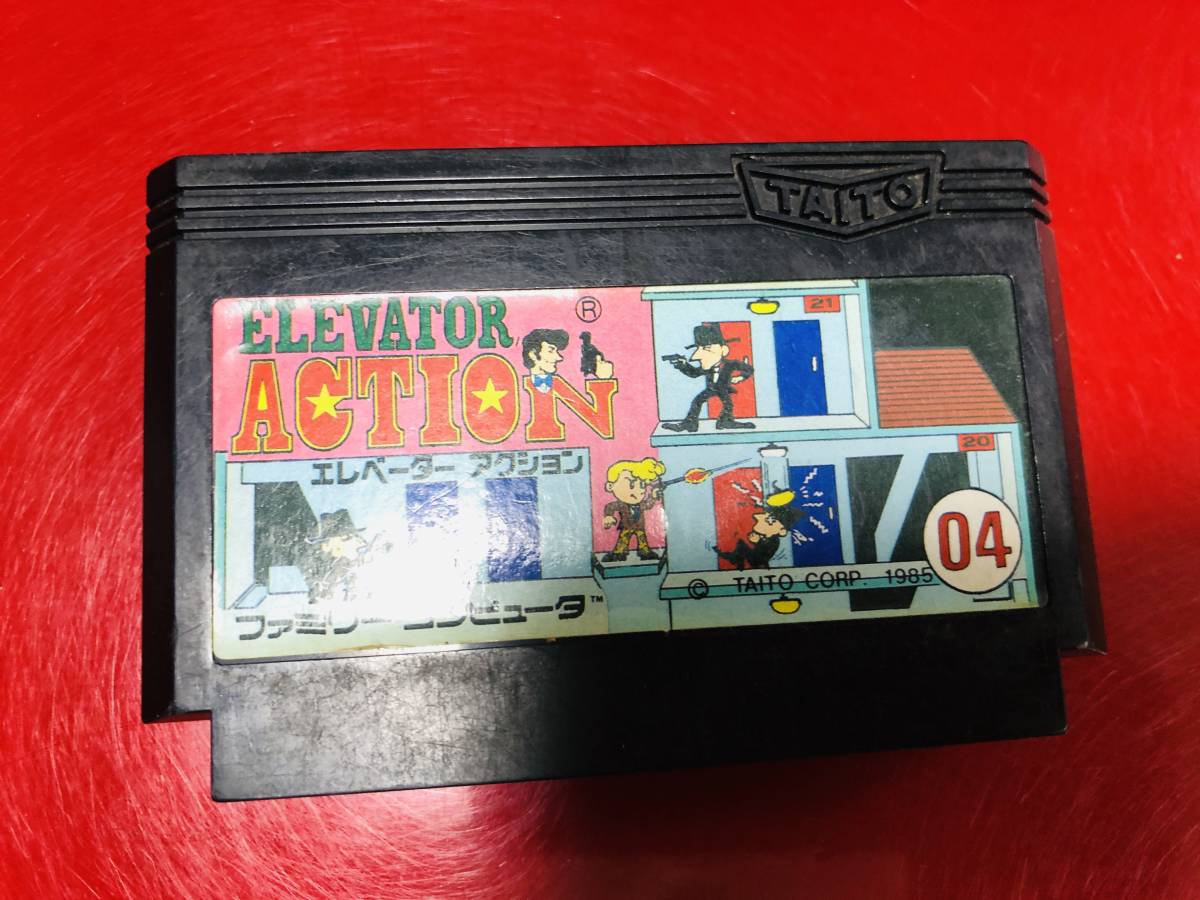 TAITO
ELEVATOR
ACTION
®
エレベーター アクション
21
20
04
© TAITO CORP. 1985
ファミリーコンピュータ™